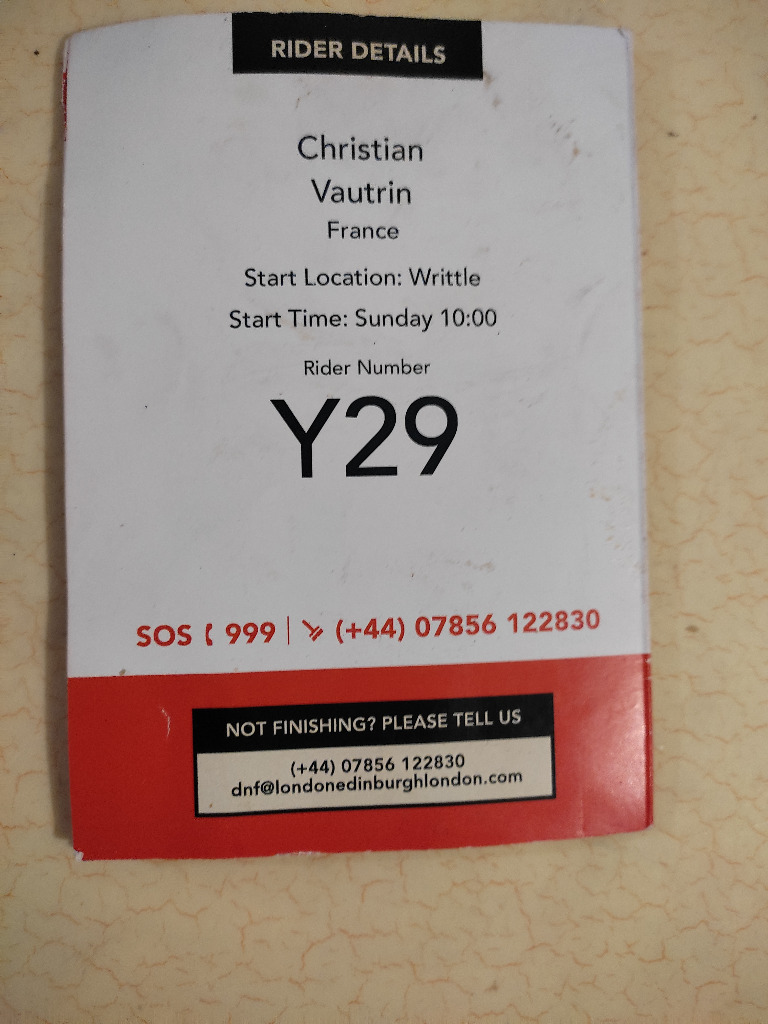 RIDER DETAILS
Christian
Vautrin
France
Start Location: Writtle
Start Time: Sunday 10:00
Rider Number
Y29
SOS 999 | (+44) 07856 122830
NOT FINISHING? PLEASE TELL US
(+44) 07856 122830
dnf@londonedinburghlondon.com